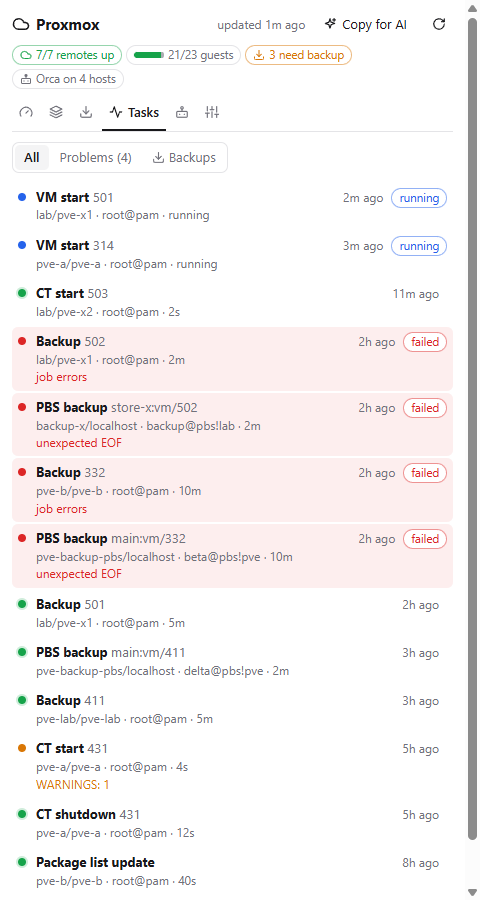 Proxmox updated 1m ago Copy for AI
7/7 remotes up 21/23 guests 3 need backup
Orca on 4 hosts
Tasks
All Problems (4) Backups
VM start 501 2m ago running
lab/pve-x1 · root@pam · running
VM start 314 3m ago running
pve-a/pve-a · root@pam · running
CT start 503 11m ago
lab/pve-x2 · root@pam · 2s
Backup 502 2h ago failed
lab/pve-x1 · root@pam · 2m
job errors
PBS backup store-x:vm/502 2h ago failed
backup-x/localhost · backup@pbs!lab · 2m
unexpected EOF
Backup 332 2h ago failed
pve-b/pve-b · root@pam · 10m
job errors
PBS backup main:vm/332 2h ago failed
pve-backup-pbs/localhost · beta@pbs!pve · 10m
unexpected EOF
Backup 501 2h ago
lab/pve-x1 · root@pam · 5m
PBS backup main:vm/411 3h ago
pve-backup-pbs/localhost · delta@pbs!pve · 2m
Backup 411 3h ago
pve-lab/pve-lab · root@pam · 5m
CT start 431 5h ago
pve-a/pve-a · root@pam · 4s
WARNINGS: 1
CT shutdown 431 5h ago
pve-a/pve-a · root@pam · 12s
Package list update 8h ago
pve-b/pve-b · root@pam · 40s